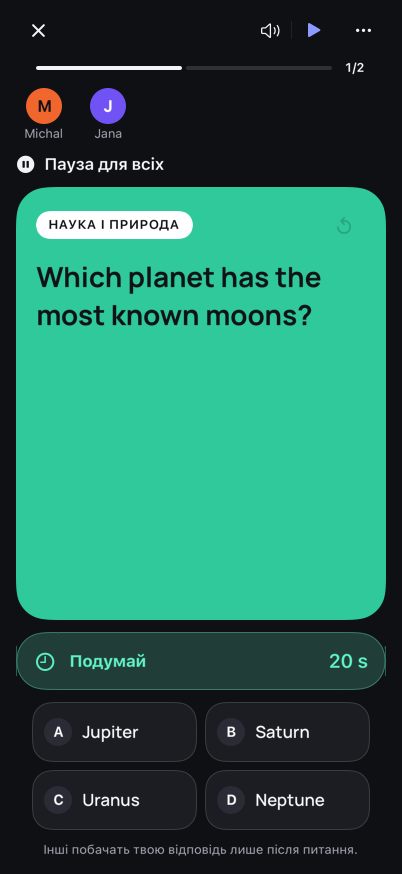 1/2
M
J
Michal
Jana
Пауза для всіх
НАУКА І ПРИРОДА
Which planet has the
most known moons?
Подумай
20 s
A Jupiter
B Saturn
C Uranus
D Neptune
Інші побачать твою відповідь лише після питання.